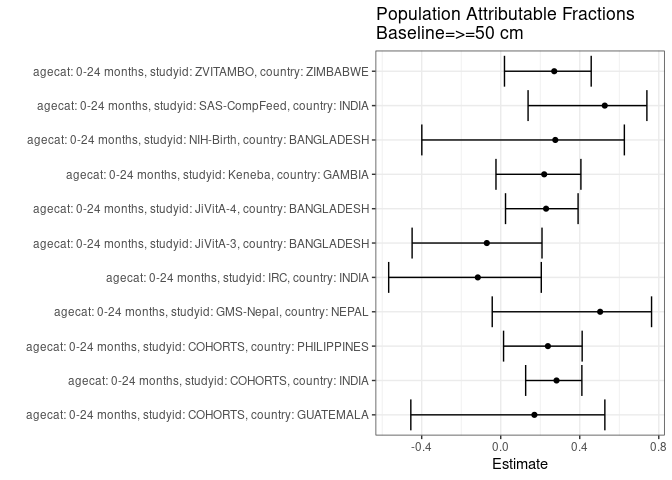 Population Attributable Fractions
Baseline=>=50 cm
agecat: 0-24 months, studyid: ZVITAMBO, country: ZIMBABWE
agecat: 0-24 months, studyid: SAS-CompFeed, country: INDIA
agecat: 0-24 months, studyid: NIH-Birth, country: BANGLADESH
agecat: 0-24 months, studyid: Keneba, country: GAMBIA
agecat: 0-24 months, studyid: JiVitA-4, country: BANGLADESH
agecat: 0-24 months, studyid: JiVitA-3, country: BANGLADESH
agecat: 0-24 months, studyid: IRC, country: INDIA
agecat: 0-24 months, studyid: GMS-Nepal, country: NEPAL
agecat: 0-24 months, studyid: COHORTS, country: PHILIPPINES
agecat: 0-24 months, studyid: COHORTS, country: INDIA
agecat: 0-24 months, studyid: COHORTS, country: GUATEMALA
-0.4 0.0 0.4 0.8
Estimate